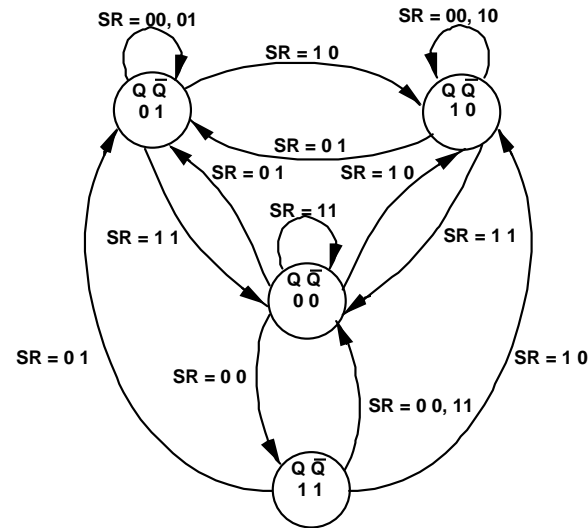 SR = 00, 01
SR = 00, 10
SR = 1 0
Q Q̅
0 1
Q Q̅
1 0
SR = 0 1
SR = 0 1
SR = 1 0
SR = 11
SR = 1 1
SR = 1 1
Q Q̅
0 0
SR = 0 1
SR = 0 0
SR = 0 0, 11
SR = 1 0
Q Q̅
1 1